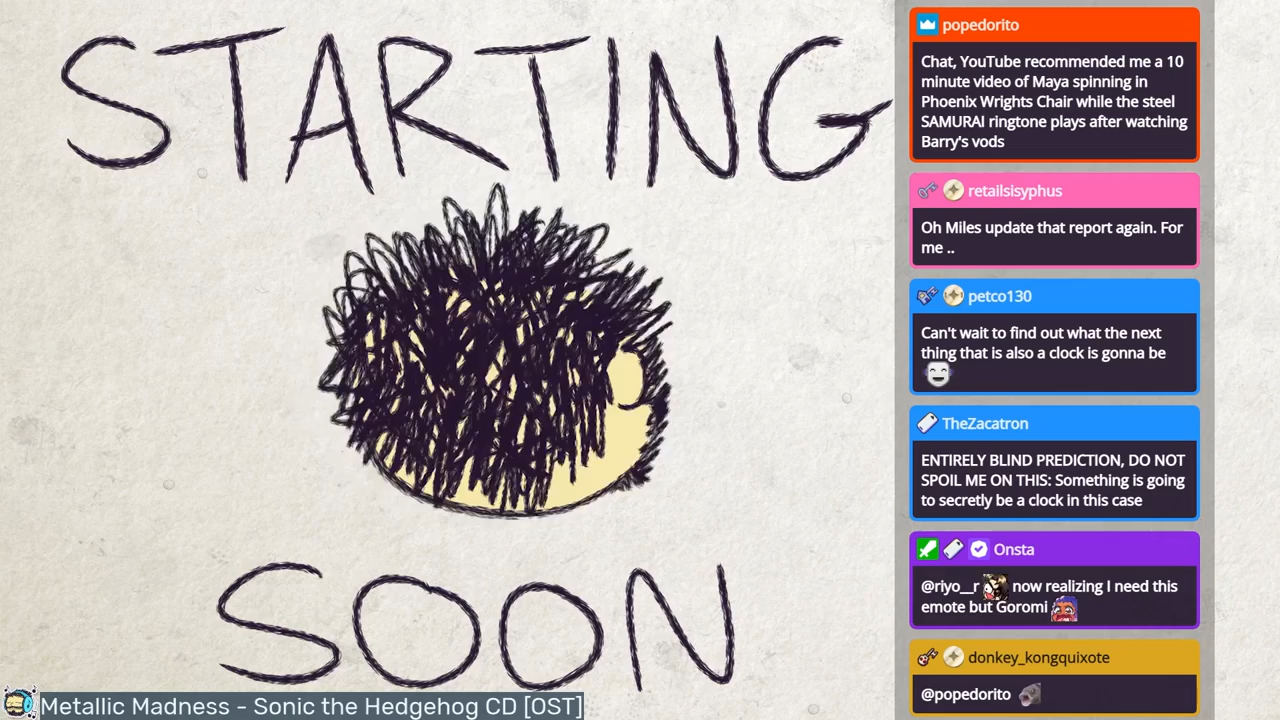 STARTING
SOON
popedorito
Chat, YouTube recommended me a 10
minute video of Maya spinning in
Phoenix Wrights Chair while the steel
SAMURAI ringtone plays after watching
Barry's vods
retailsisyphus
Oh Miles update that report again. For
me ..
petco130
Can't wait to find out what the next
thing that is also a clock is gonna be
TheZacatron
ENTIRELY BLIND PREDICTION, DO NOT
SPOIL ME ON THIS: Something is going
to secretly be a clock in this case
Onsta
@riyo__r now realizing I need this
emote but Goromi
donkey_kongquixote
@popedorito
Metallic Madness - Sonic the Hedgehog CD [OST]